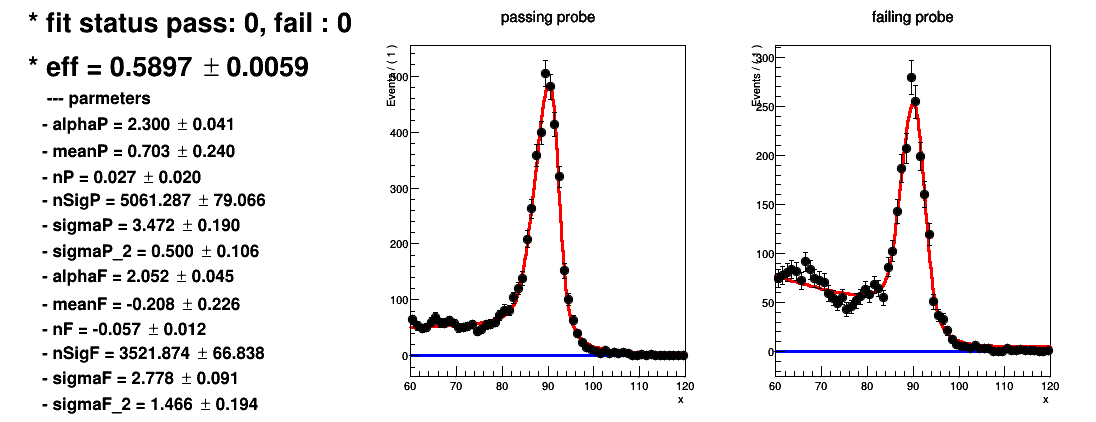 * fit status pass: 0, fail : 0
* eff = 0.5897 ± 0.0059
--- parmeters
- alphaP = 2.300 ± 0.041
- meanP = 0.703 ± 0.240
- nP = 0.027 ± 0.020
- nSigP = 5061.287 ± 79.066
- sigmaP = 3.472 ± 0.190
- sigmaP_2 = 0.500 ± 0.106
- alphaF = 2.052 ± 0.045
- meanF = -0.208 ± 0.226
- nF = -0.057 ± 0.012
- nSigF = 3521.874 ± 66.838
- sigmaF = 2.778 ± 0.091
- sigmaF_2 = 1.466 ± 0.194
passing probe
Events / ( 1 )
500
400
300
200
100
0
60 70 80 90 100 110 120
x
failing probe
Events / ( 1 )
300
250
200
150
100
50
0
60 70 80 90 100 110 120
x